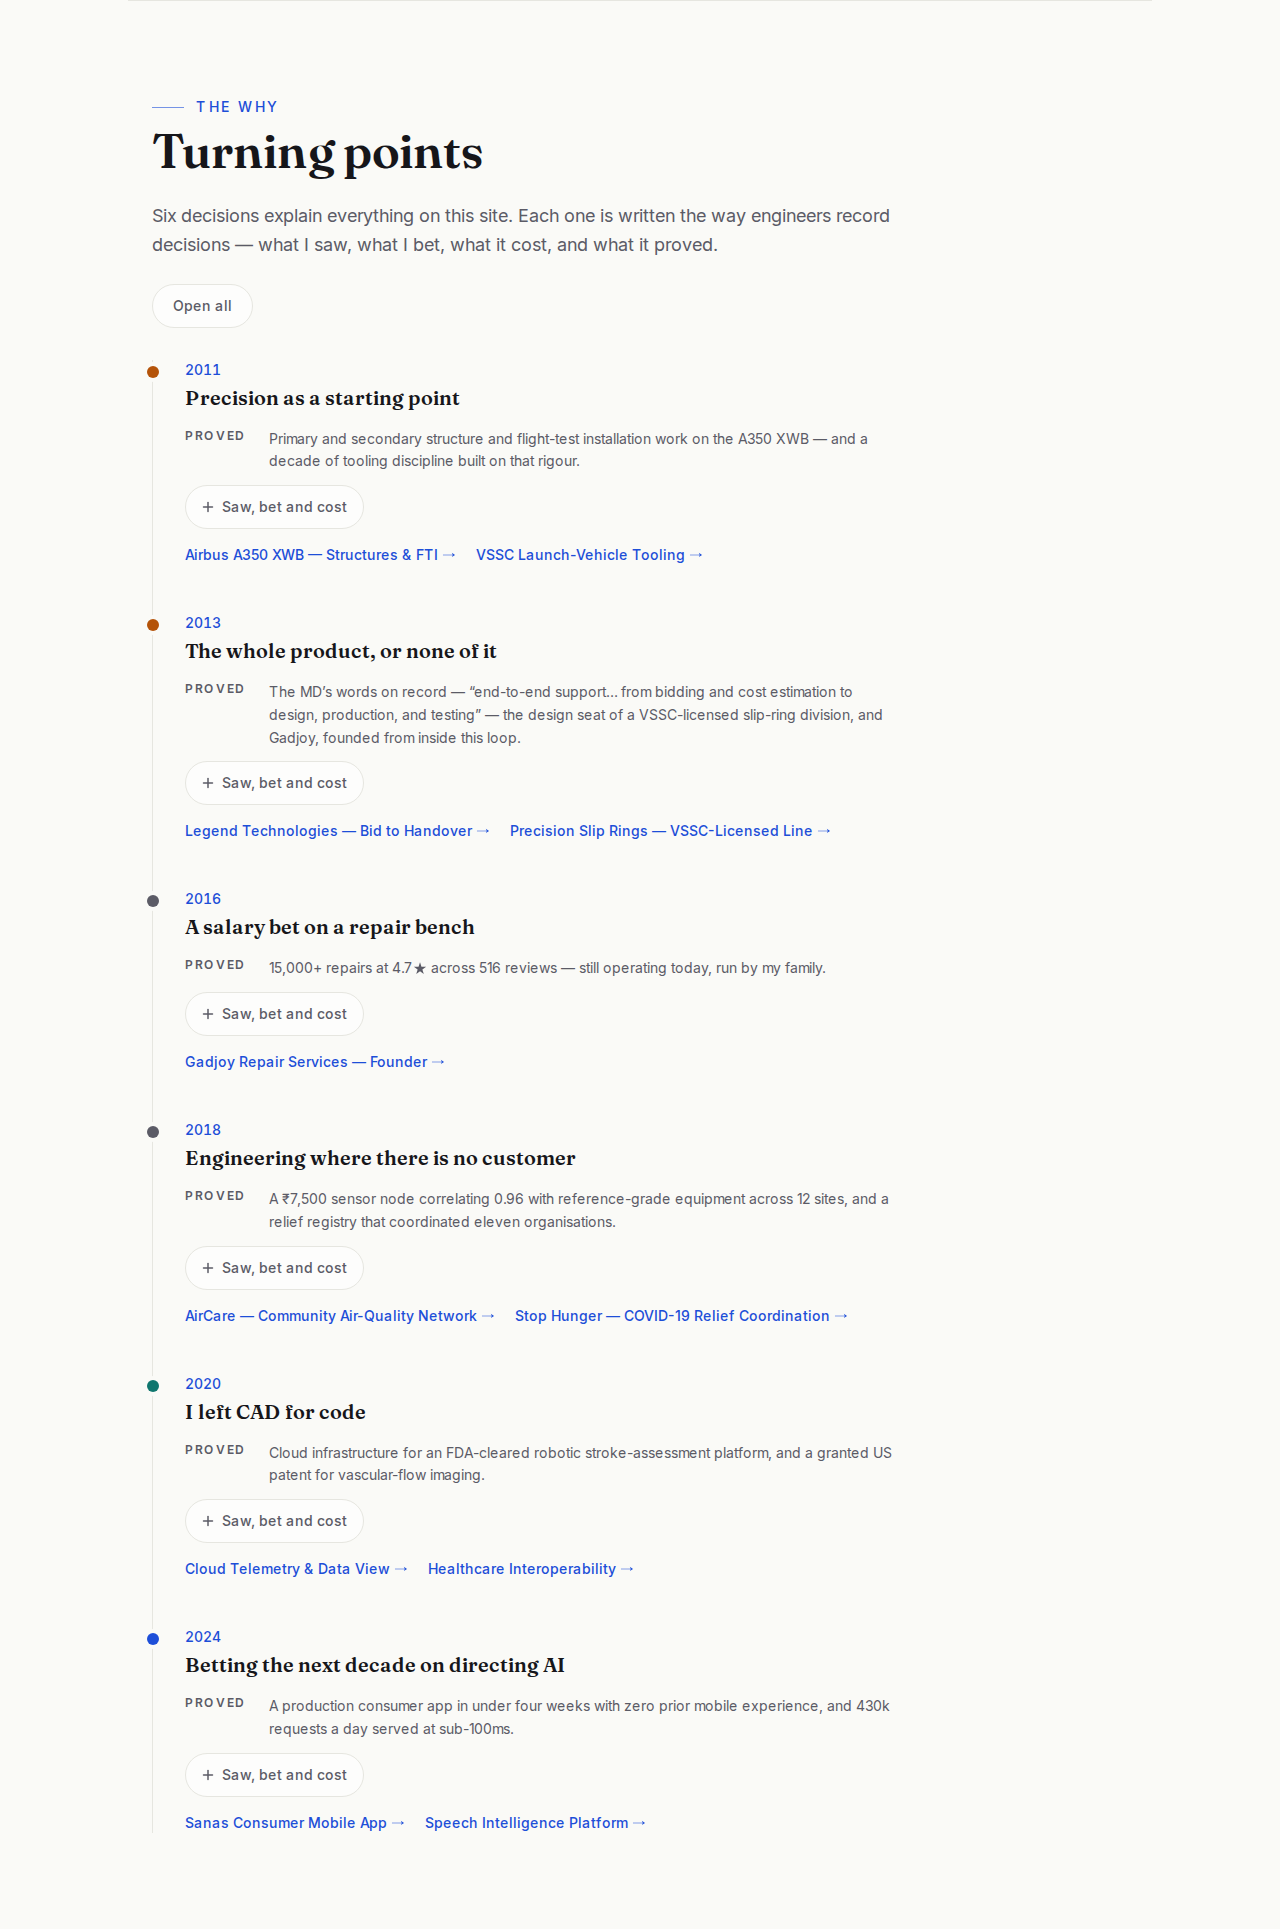 THE WHY
Turning points
Six decisions explain everything on this site. Each one is written the way engineers record
decisions — what I saw, what I bet, what it cost, and what it proved.
Open all
2011
Precision as a starting point
PROVED Primary and secondary structure and flight-test installation work on the A350 XWB — and a
decade of tooling discipline built on that rigour.
+ Saw, bet and cost
Airbus A350 XWB — Structures & FTI → VSSC Launch-Vehicle Tooling →
2013
The whole product, or none of it
PROVED The MD’s words on record — “end-to-end support… from bidding and cost estimation to
design, production, and testing” — the design seat of a VSSC-licensed slip-ring division, and
Gadjoy, founded from inside this loop.
+ Saw, bet and cost
Legend Technologies — Bid to Handover → Precision Slip Rings — VSSC-Licensed Line →
2016
A salary bet on a repair bench
PROVED 15,000+ repairs at 4.7★ across 516 reviews — still operating today, run by my family.
+ Saw, bet and cost
Gadjoy Repair Services — Founder →
2018
Engineering where there is no customer
PROVED A ₹7,500 sensor node correlating 0.96 with reference-grade equipment across 12 sites, and a
relief registry that coordinated eleven organisations.
+ Saw, bet and cost
AirCare — Community Air-Quality Network → Stop Hunger — COVID-19 Relief Coordination →
2020
I left CAD for code
PROVED Cloud infrastructure for an FDA-cleared robotic stroke-assessment platform, and a granted US
patent for vascular-flow imaging.
+ Saw, bet and cost
Cloud Telemetry & Data View → Healthcare Interoperability →
2024
Betting the next decade on directing AI
PROVED A production consumer app in under four weeks with zero prior mobile experience, and 430k
requests a day served at sub-100ms.
+ Saw, bet and cost
Sanas Consumer Mobile App → Speech Intelligence Platform →